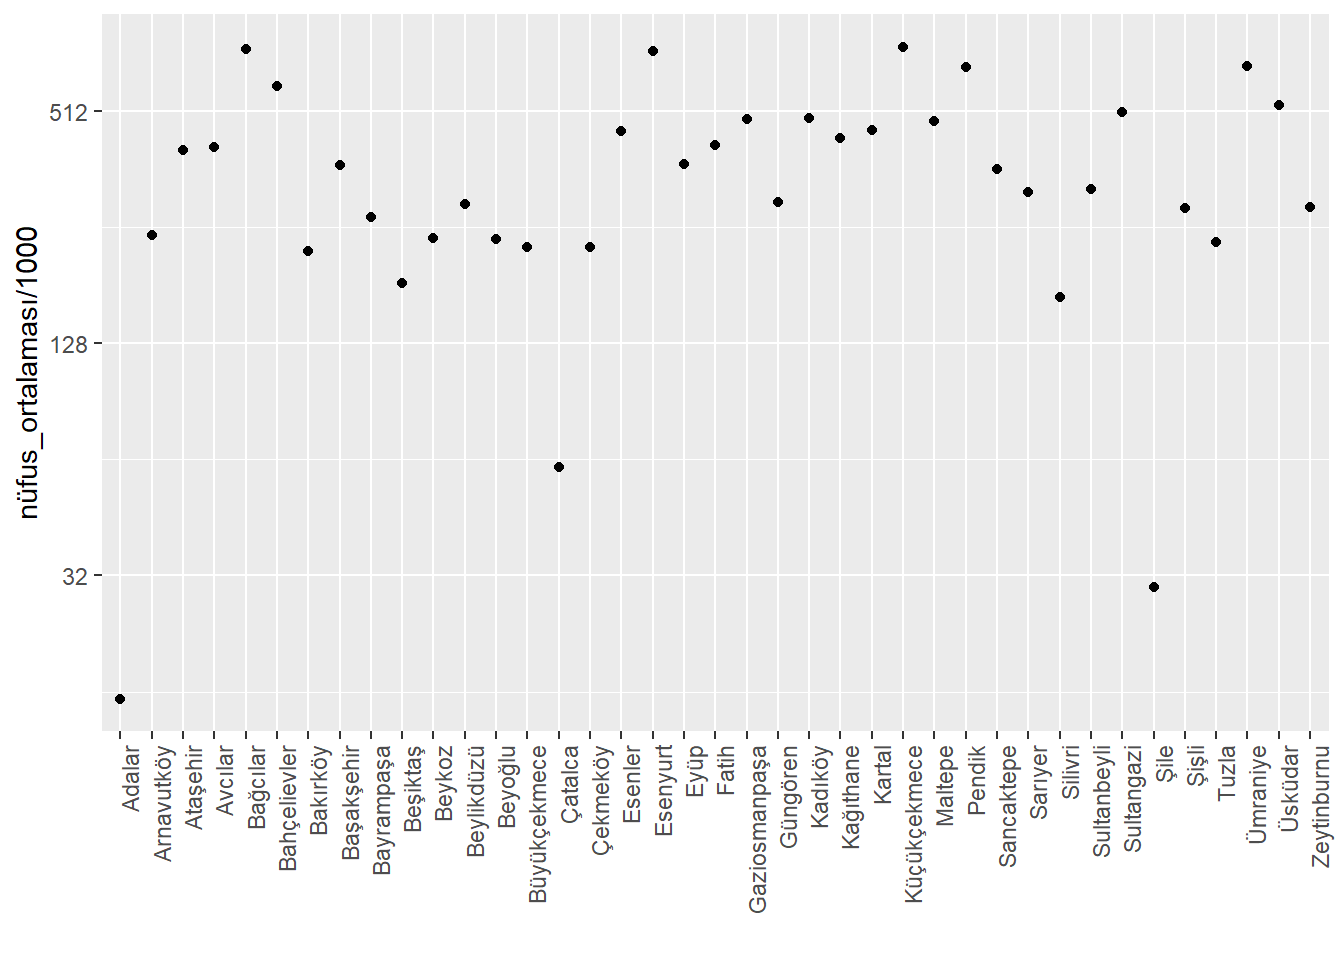 nüfus_ortalaması/1000
512
128
32
Adalar
Arnavutköy
Ataşehir
Avcılar
Bağcılar
Bahçelievler
Bakırköy
Başakşehir
Bayrampaşa
Beşiktaş
Beykoz
Beylikdüzü
Beyoğlu
Büyükçekmece
Çatalca
Çekmeköy
Esenler
Esenyurt
Eyüp
Fatih
Gaziosmanpaşa
Güngören
Kadıköy
Kağıthane
Kartal
Küçükçekmece
Maltepe
Pendik
Sancaktepe
Sarıyer
Silivri
Sultanbeyli
Sultangazi
Şile
Şişli
Tuzla
Ümraniye
Üsküdar
Zeytinburnu